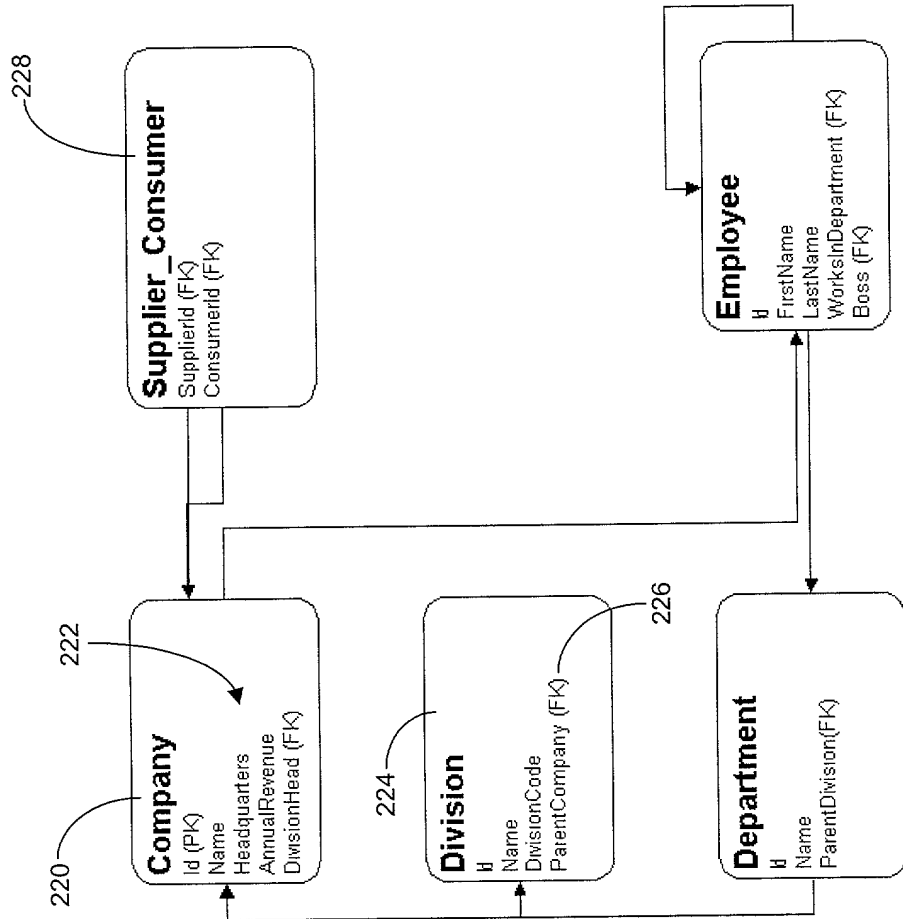 220
Company
Id (PK)
Name
Headquarters
AnnualRevenue
DivisionHead (FK)
222
224
Division
Id
Name
DivisionCode
ParentCompany (FK)
226
Department
Id
Name
ParentDivision(FK)
228
Supplier_Consumer
SupplierId (FK)
ConsumerId (FK)
Employee
Id
FirstName
LastName
WorksInDepartment (FK)
Boss (FK)